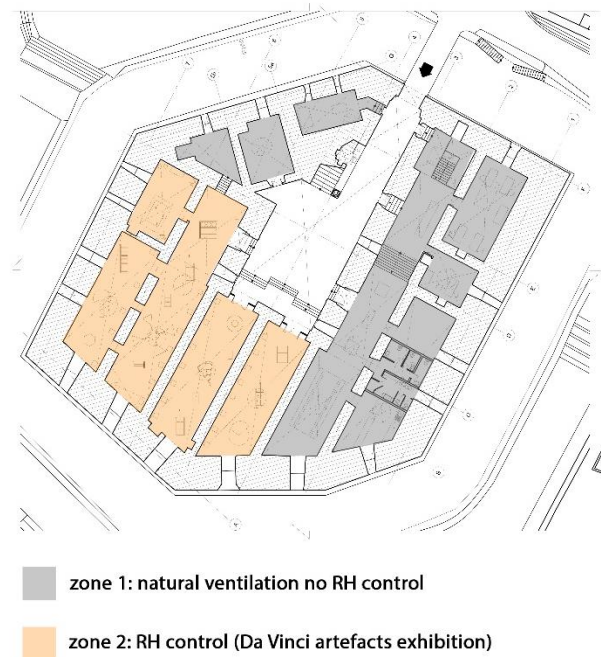 zone 1: natural ventilation no RH control
zone 2: RH control (Da Vinci artefacts exhibition)